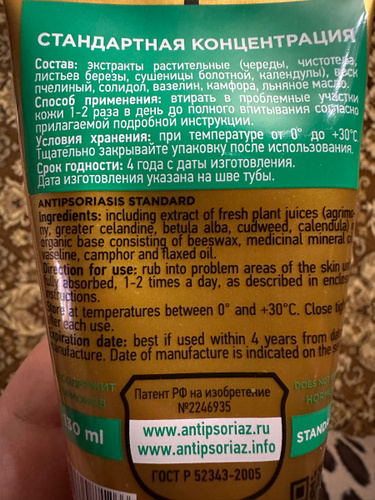 СТАНДАРТНАЯ КОНЦЕНТРАЦИЯ
Состав: экстракты растительные (череды, чистотела,
листьев березы, сушеницы болотной, календулы), воск
пчелиный, солидол, вазелин, камфора, льняное масло.
Способ применения: втирать в проблемные участки
кожи 1-2 раза в день до полного впитывания согласно
прилагаемой подробной инструкции.
Условия хранения: при температуре от 0° до +30°С.
Тщательно закрывайте упаковку после использования.
Срок годности: 4 года с даты изготовления.
Дата изготовления указана на шве тубы.
ANTIPSORIASIS STANDARD
Ingredients: including extract of fresh plant juices (agrimo-
ny, greater celandine, betula alba, cudweed, calendula)
organic base consisting of beeswax, medicinal mineral
vaseline, camphor and flaxed oil.
Direction for use: rub into problem areas of the skin
fully absorbed, 1-2 times a day, as described in
instructions.
Store at temperatures between 0° and +30°C. Close
after each use.
Expiration date: best if used within 4 years from
manufacture. Date of manufacture is indicated on the
Патент РФ на изобретение
№2246935
www.antipsoriaz.ru
www.antipsoriaz.info
ГОСТ Р 52343-2005
ml
DOES